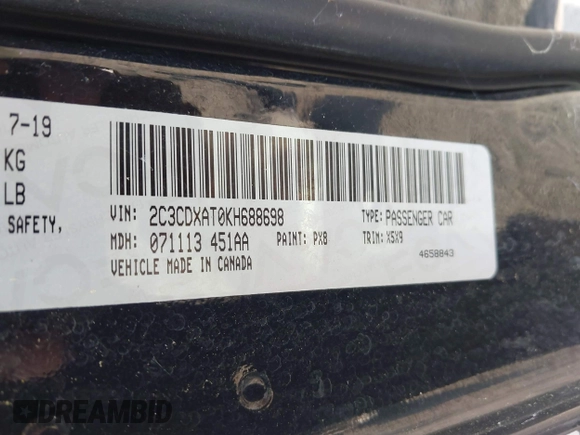 7-19
KG
LB
SAFETY,
VIN: 2C3CDXAT0KH688698 TYPE: PASSENGER CAR
MDH: 071113 451AA PAINT: PX8 TRIM: X5X9
VEHICLE MADE IN CANADA 4658843
DREAMBID